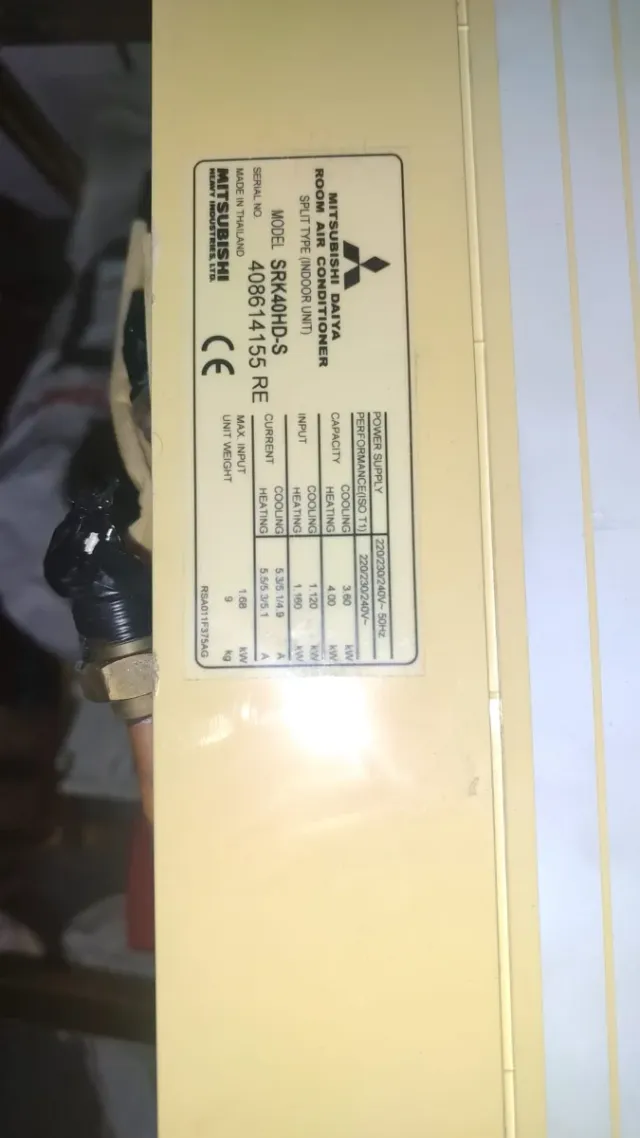 MITSUBISHI DAIYA
ROOM AIR CONDITIONER
SPLIT TYPE (INDOOR UNIT)
MODEL SRK40HD-S
SERIAL NO. 408614155 RE
MADE IN THAILAND
MITSUBISHI
HEAVY INDUSTRIES, LTD.
CE
POWER SUPPLY 220/230/240V~ 50Hz
PERFORMANCE(ISO T1) 220/230/240V~
CAPACITY COOLING 3.60 kW
HEATING 4.00 kW
INPUT COOLING 1.120 kW
HEATING 1.160 kW
CURRENT COOLING 5.3/5.1/4.9 A
HEATING 5.5/5.3/5.1 A
MAX. INPUT 1.68 kW
UNIT WEIGHT 9 kg
RSA011F375AG